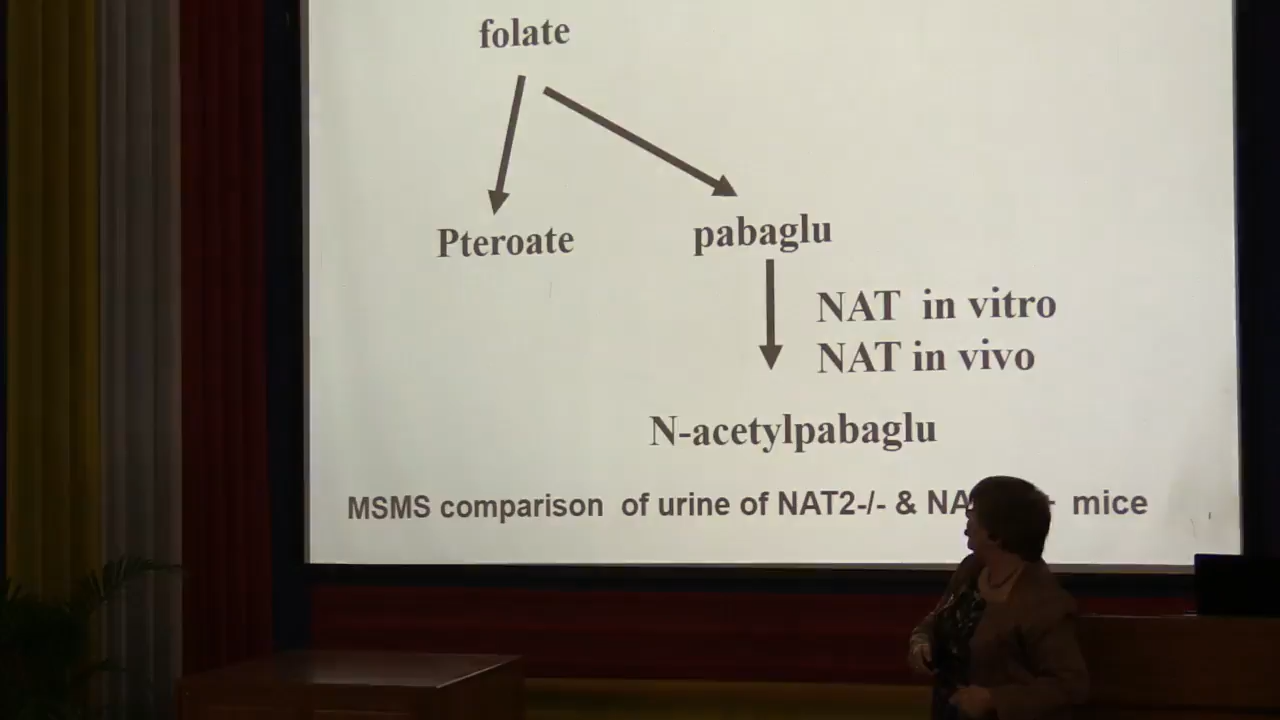 folate
Pteroate
pabaglu
NAT in vitro
NAT in vivo
N-acetylpabaglu
MSMS comparison of urine of NAT2-/- & mice